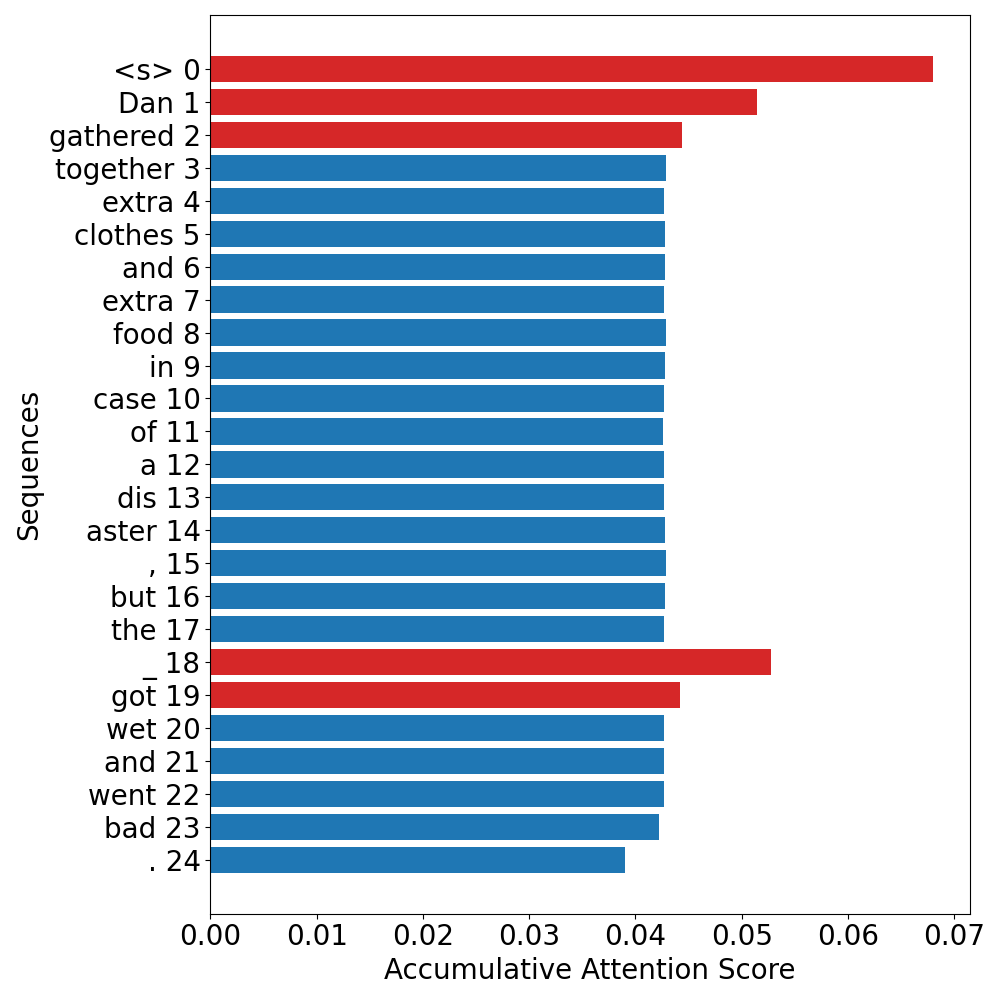 <s> 0
Dan 1
gathered 2
together 3
extra 4
clothes 5
and 6
extra 7
food 8
in 9
case 10
of 11
a 12
dis 13
aster 14
, 15
but 16
the 17
_ 18
got 19
wet 20
and 21
went 22
bad 23
. 24
Sequences
0.00 0.01 0.02 0.03 0.04 0.05 0.06 0.07
Accumulative Attention Score